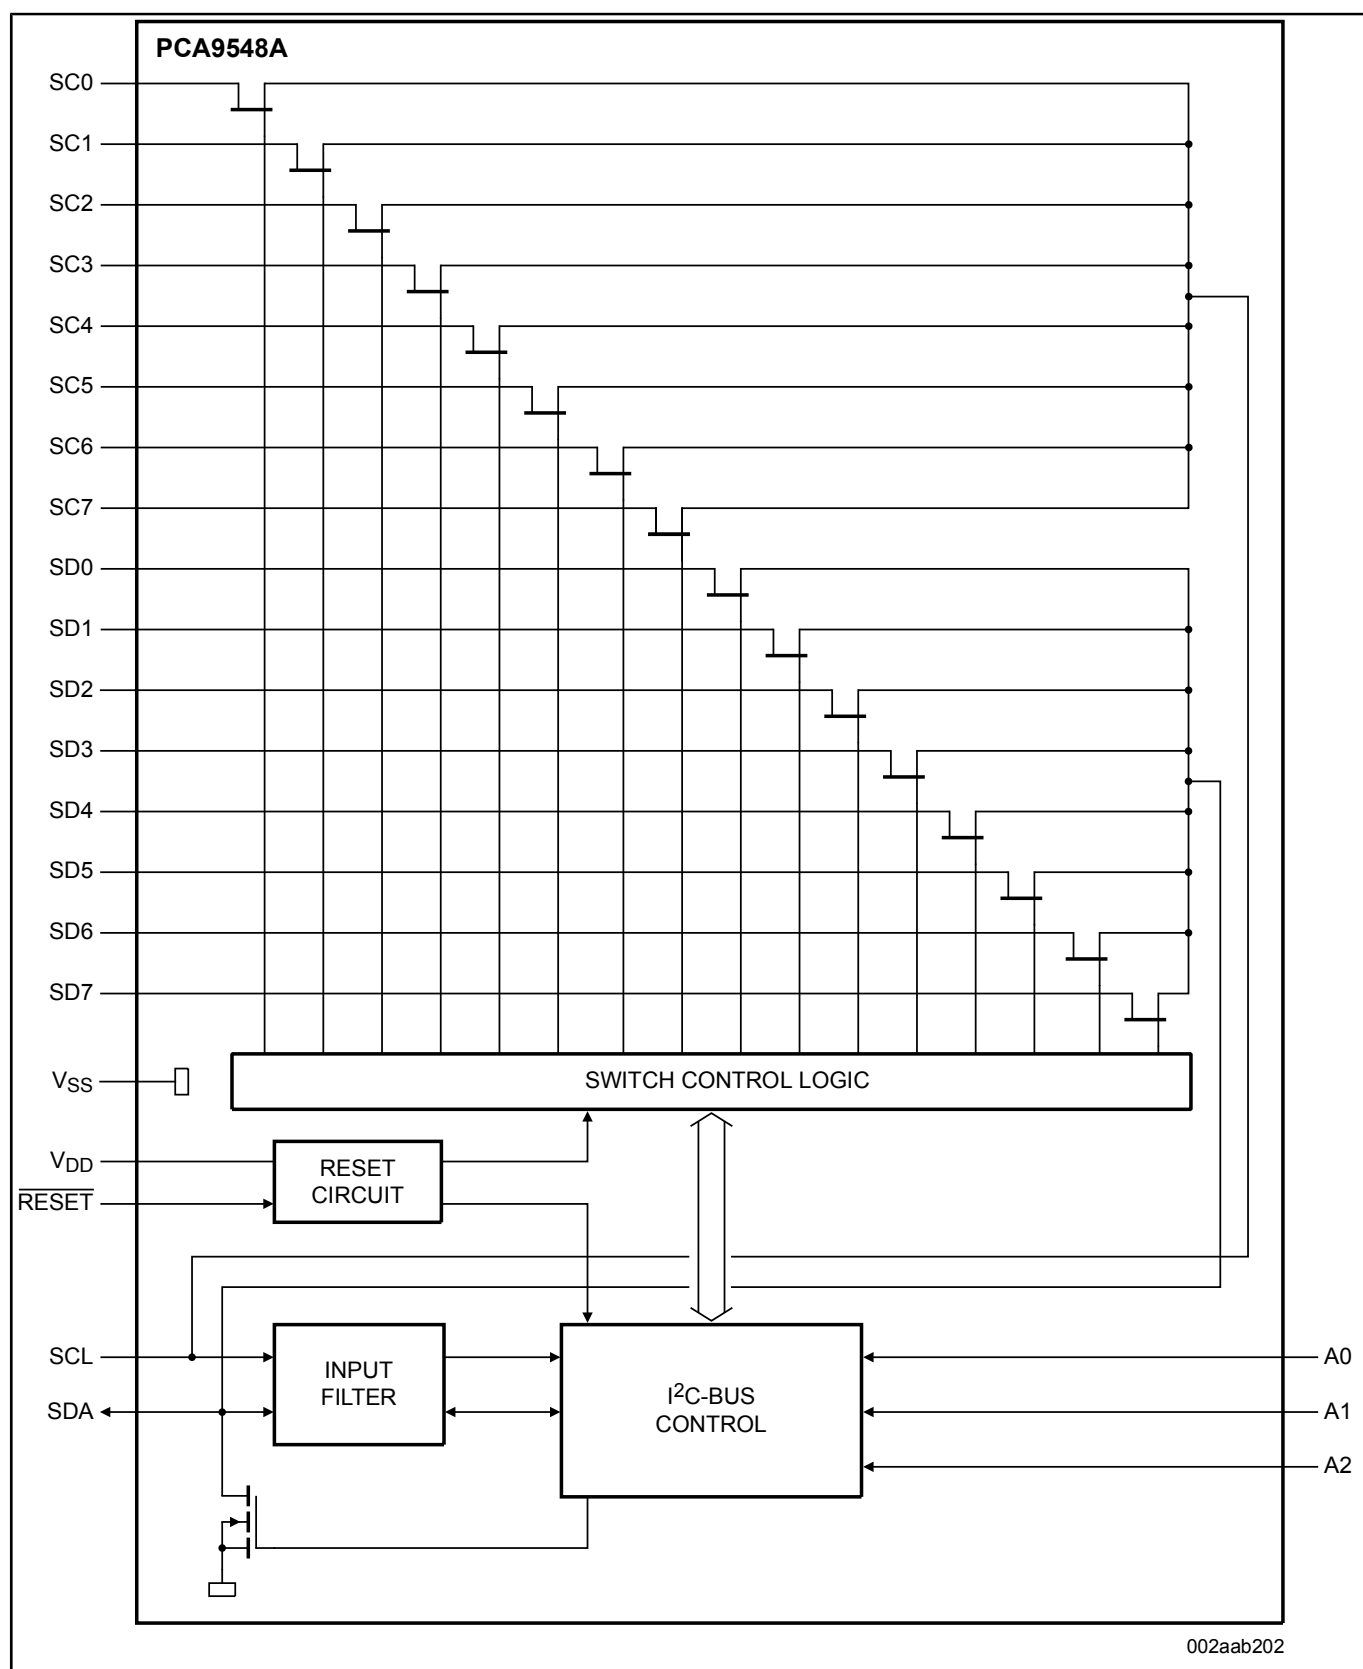 PCA9548A
SC0
SC1
SC2
SC3
SC4
SC5
SC6
SC7
SD0
SD1
SD2
SD3
SD4
SD5
SD6
SD7
VSS
SWITCH CONTROL LOGIC
VDD
RESET
RESET
CIRCUIT
SCL
SDA
INPUT
FILTER
I2C-BUS
CONTROL
A0
A1
A2
002aab202